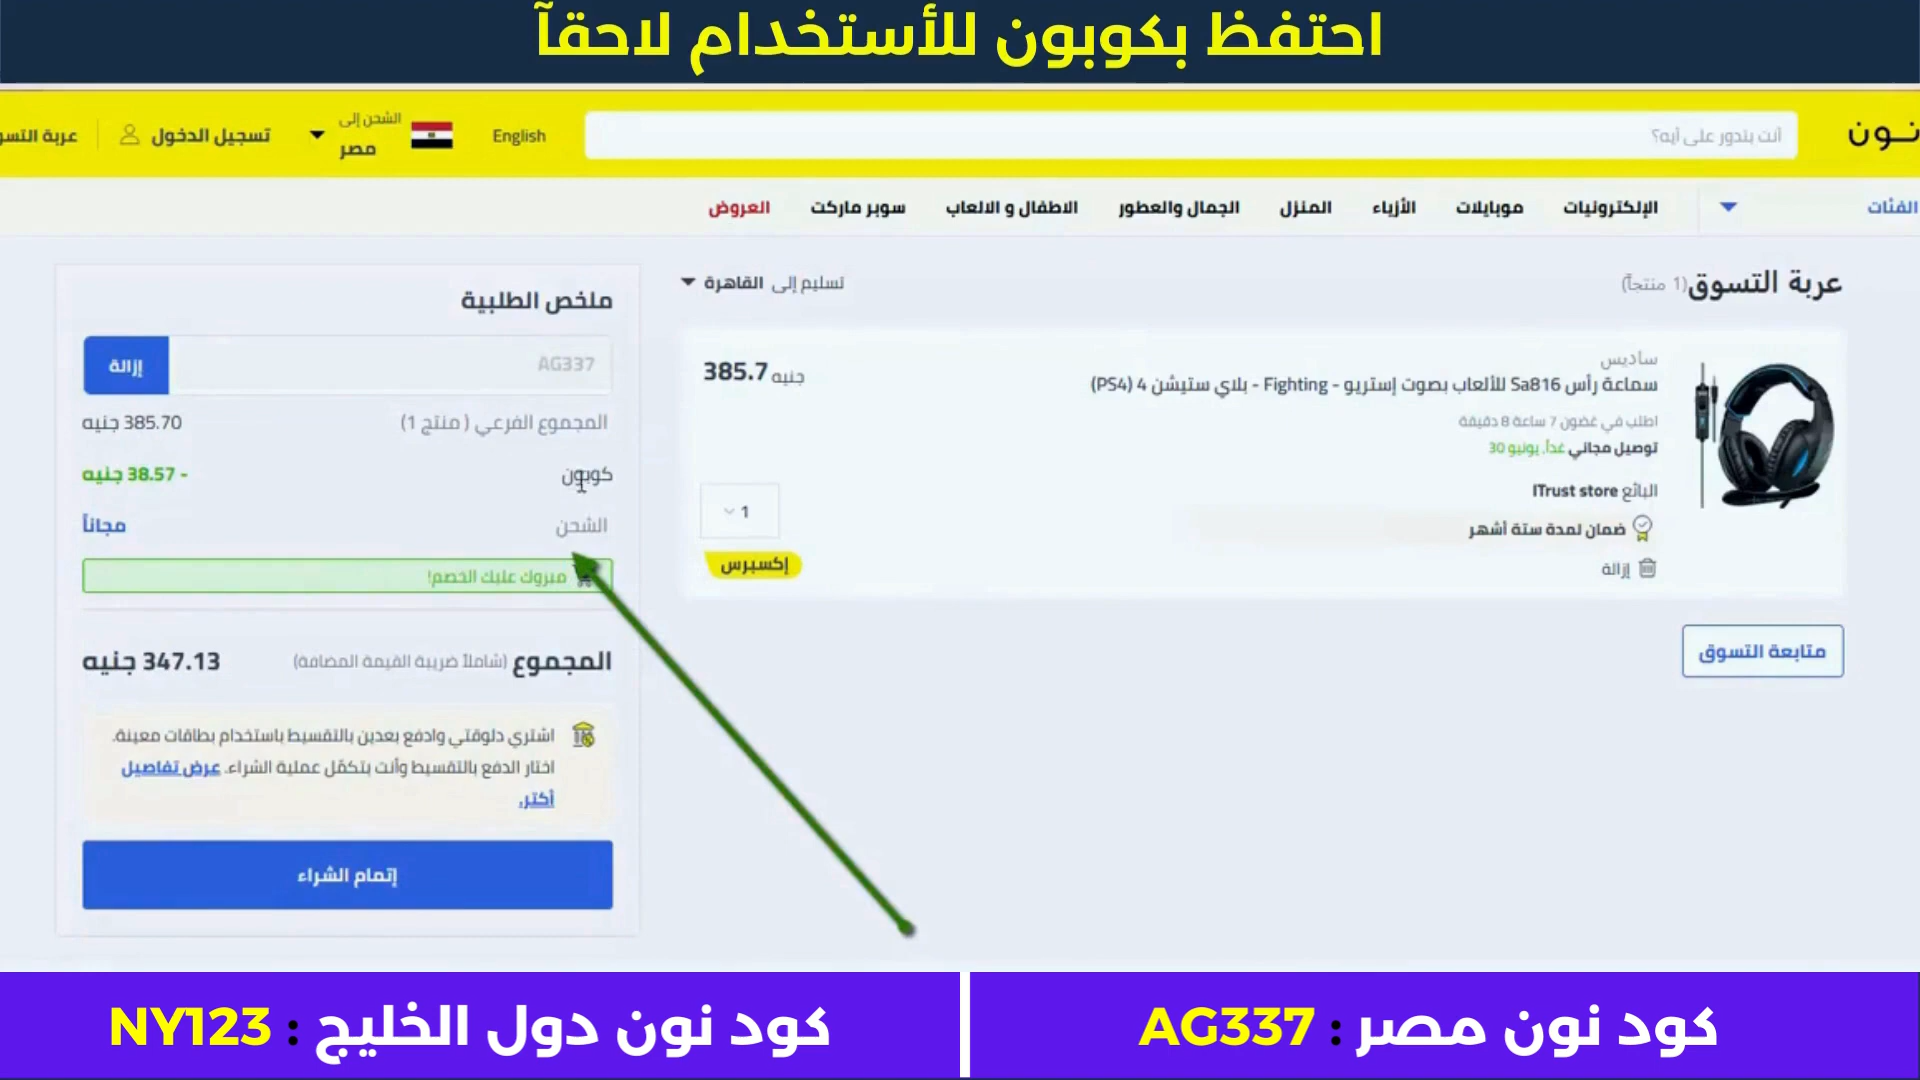 احتفظ بكوبون للأستخدام لاحقاً
نون
أنت بتدور على أيه؟
English
الشحن إلى
مصر
تسجيل الدخول
عربة التسو
الفئات
الإلكترونيات
موبايلات
الأزياء
المنزل
الجمال والعطور
الاطفال و الالعاب
سوبر ماركت
العروض
عربة التسوق (1 منتجاً)
تسليم إلى القاهرة
ساديس
سماعة رأس Sa816 للألعاب بصوت إستريو - Fighting - بلاي ستيشن 4 (PS4)
385.7 جنيه
اطلب في غضون 7 ساعة 8 دقيقة
توصيل مجاني غداً, يونيو 30
البائع ITrust store
ضمان لمدة ستة أشهر
إزالة
1
إكسبرس
متابعة التسوق
ملخص الطلبية
AG337
إزالة
المجموع الفرعي ( منتج 1)
385.70 جنيه
كوبون
- 38.57 جنيه
الشحن
مجاناً
مبروك عليك الخصم!
المجموع (شاملاً ضريبة القيمة المضافة)
347.13 جنيه
اشتري دلوقتي وادفع بعدين بالتقسيط باستخدام بطاقات معينة.
اختار الدفع بالتقسيط وأنت بتكمّل عملية الشراء. عرض تفاصيل
أكتر.
إتمام الشراء
كود نون مصر : AG337
كود نون دول الخليج : NY123